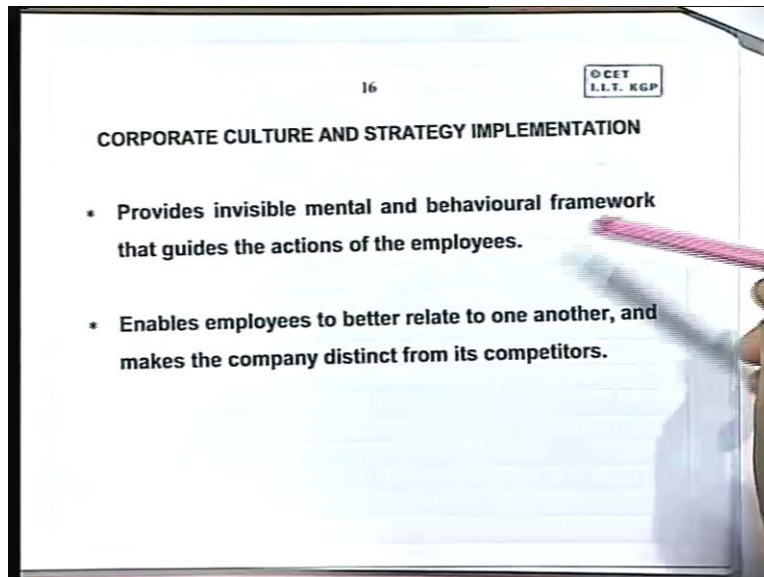 16
© CET
I.I.T. KGP
CORPORATE CULTURE AND STRATEGY IMPLEMENTATION
* Provides invisible mental and behavioural framework
that guides the actions of the employees.
* Enables employees to better relate to one another, and
makes the company distinct from its competitors.